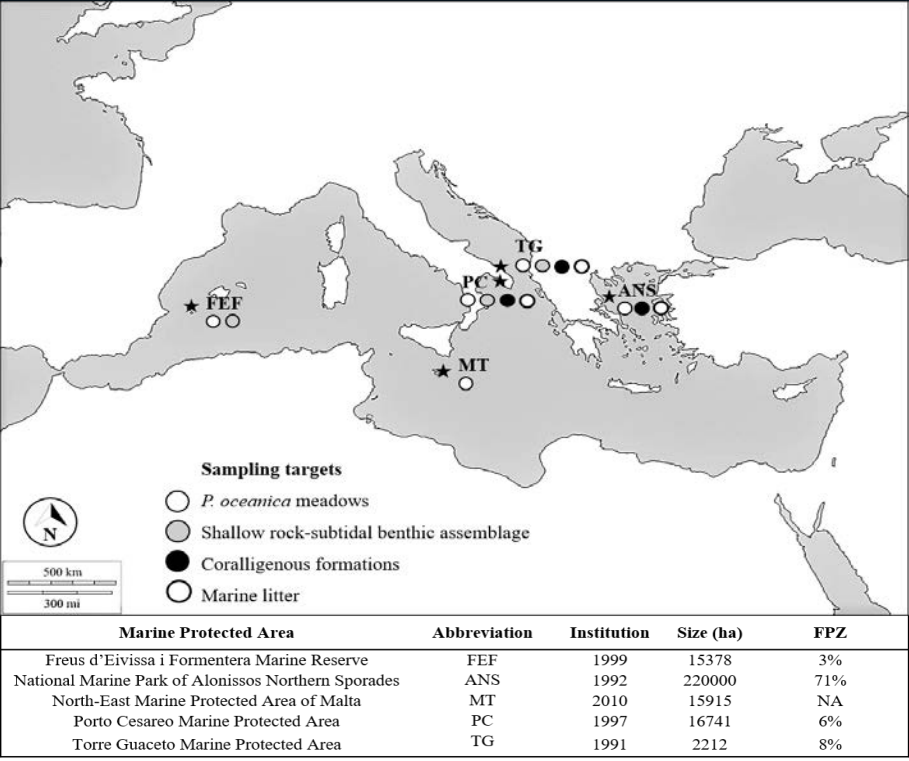 TG
PC
ANS
FEF
MT
Sampling targets
P. oceanica meadows
Shallow rock-subtidal benthic assemblage
Coralligenous formations
Marine litter
N
500 km
300 mi
Marine Protected Area Abbreviation Institution Size (ha) FPZ
Freus d’Eivissa i Formentera Marine Reserve FEF 1999 15378 3%
National Marine Park of Alonissos Northern Sporades ANS 1992 220000 71%
North-East Marine Protected Area of Malta MT 2010 15915 NA
Porto Cesareo Marine Protected Area PC 1997 16741 6%
Torre Guaceto Marine Protected Area TG 1991 2212 8%